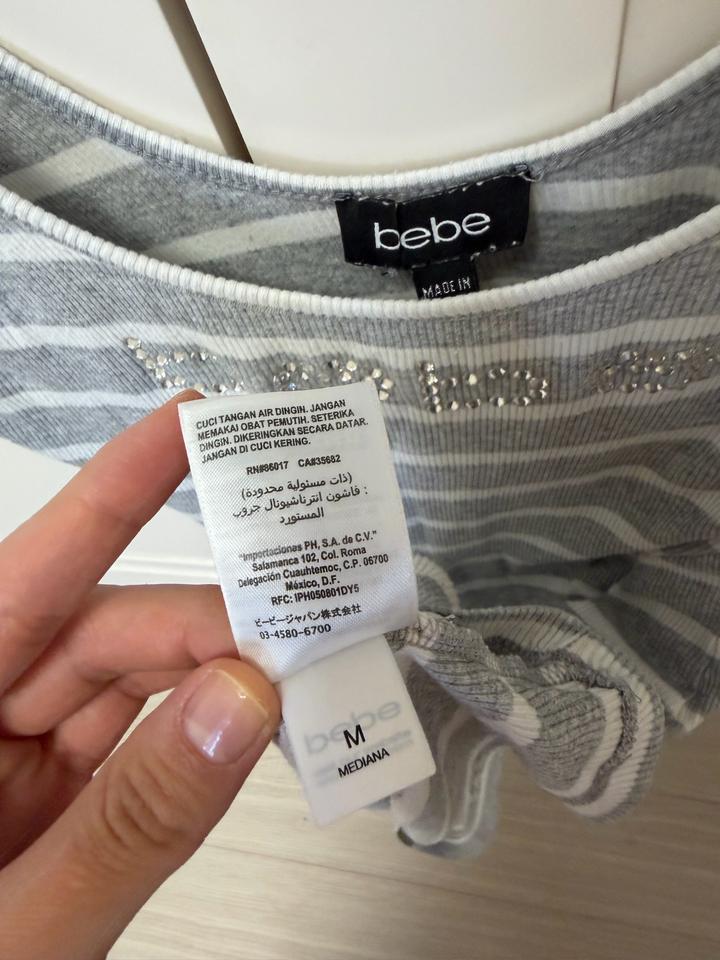 bebe
MADE IN
bebe
CUCI TANGAN AIR DINGIN. JANGAN
MEMAKAI OBAT PEMUTIH. SETERIKA
DINGIN. DIKERINGKAN SECARA DATAR.
JANGAN DI CUCI KERING.
RN#86017 CA#35682
(ذات مسئولية محدودة)
فاشون انترناشيونال جروب :
المستورد
"Importaciones PH, S.A. de C.V."
Salamanca 102, Col. Roma
Delegación Cuauhtemoc, C.P. 06700
México, D.F.
RFC: IPH050801DY5
ビービージャパン株式会社
03-4580-6700
bebe
M
MEDIANA